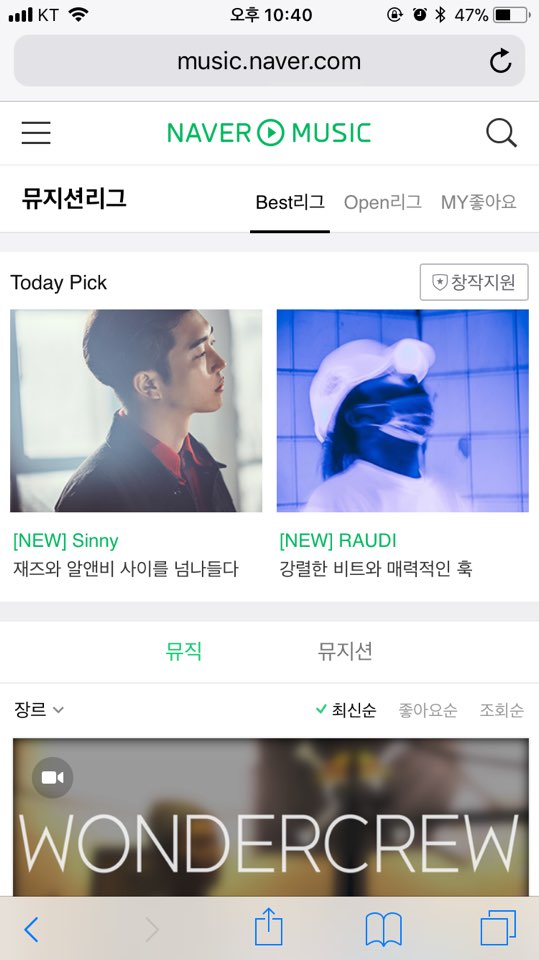 KT 오후 10:40 47%
music.naver.com
NAVER MUSIC
뮤지션리그 Best리그 Open리그 MY좋아요
Today Pick 창작지원
[NEW] Sinny
재즈와 알앤비 사이를 넘나들다
[NEW] RAUDI
강렬한 비트와 매력적인 훅
뮤직 뮤지션
장르 최신순 좋아요순 조회순
WONDERCREW